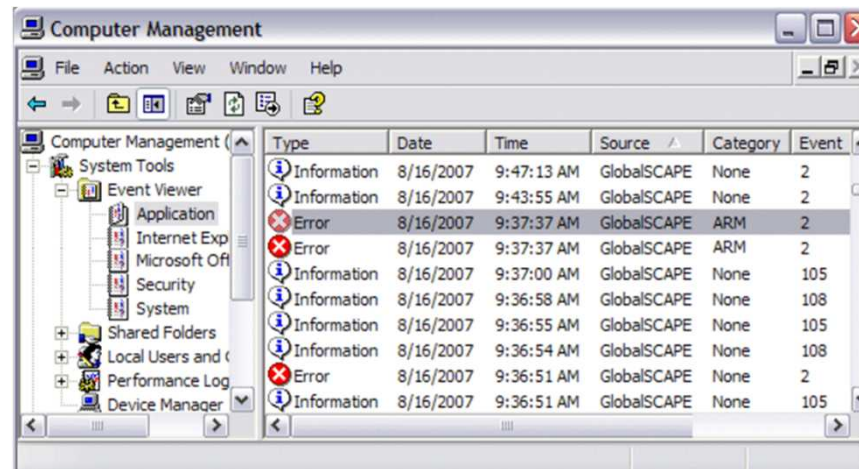 Computer Management
File Action View Window Help
Computer Management (
System Tools
Event Viewer
Application
Internet Exp
Microsoft Off
Security
System
Shared Folders
Local Users and
Performance Log
Device Manager
Type Date Time Source Category Event
Information 8/16/2007 9:47:13 AM GlobalSCAPE None 2
Information 8/16/2007 9:43:55 AM GlobalSCAPE None 2
Error 8/16/2007 9:37:37 AM GlobalSCAPE ARM 2
Error 8/16/2007 9:37:37 AM GlobalSCAPE ARM 2
Information 8/16/2007 9:37:00 AM GlobalSCAPE None 105
Information 8/16/2007 9:36:58 AM GlobalSCAPE None 108
Information 8/16/2007 9:36:55 AM GlobalSCAPE None 105
Information 8/16/2007 9:36:54 AM GlobalSCAPE None 108
Error 8/16/2007 9:36:51 AM GlobalSCAPE None 2
Information 8/16/2007 9:36:51 AM GlobalSCAPE None 105